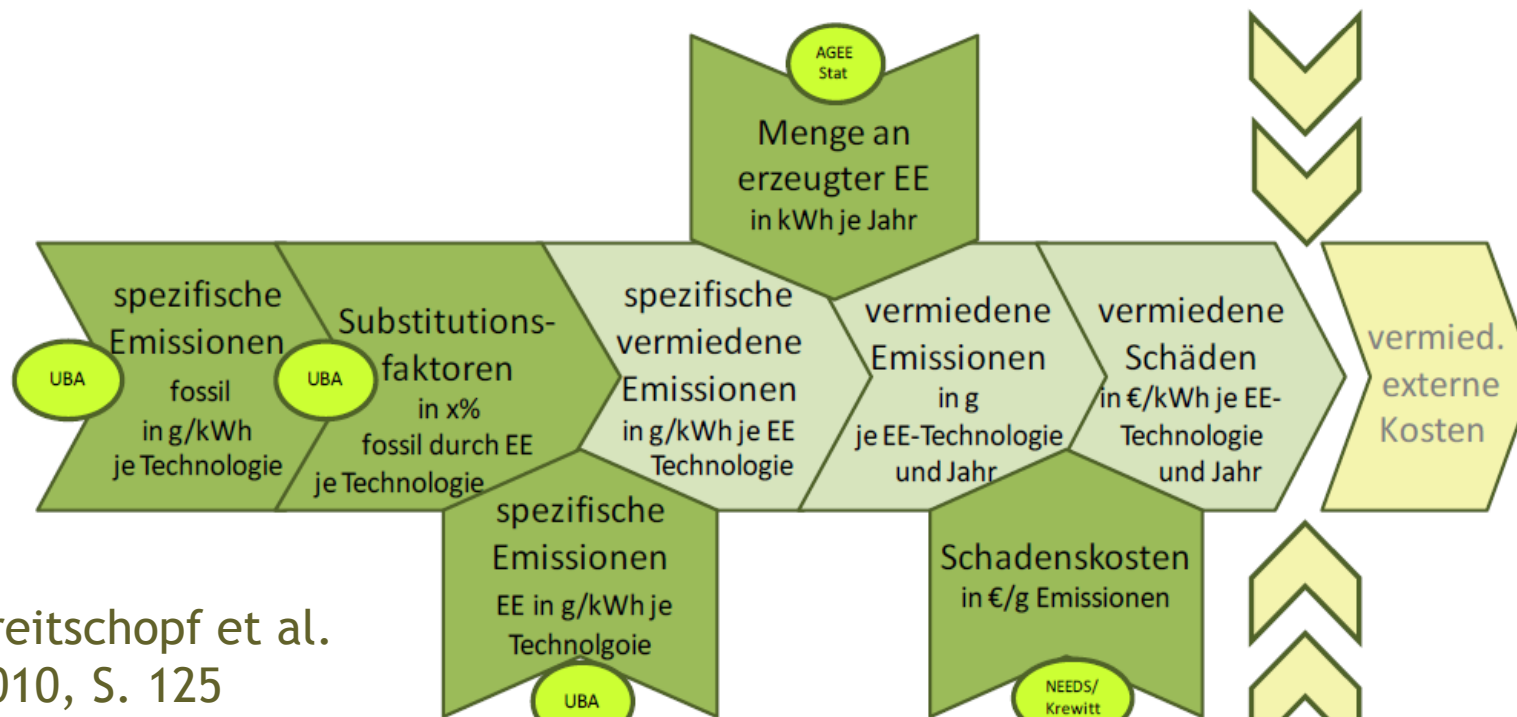 AGEE
Stat
Menge an
erzeugter EE
in kWh je Jahr
spezifische
Emissionen
fossil
in g/kWh
je Technologie
UBA
Substitutions-
faktoren
in x%
fossil durch EE
je Technologie
UBA
spezifische
vermiedene
Emissionen
in g/kWh je EE
Technologie
vermiedene
Emissionen
in g
je EE-Technologie
und Jahr
vermiedene
Schäden
in €/kWh je EE-
Technologie
und Jahr
vermied.
externe
Kosten
spezifische
Emissionen
EE in g/kWh je
Technolgoie
UBA
Schadenskosten
in €/g Emissionen
NEEDS/
Krewitt
reitschopf et al.
010, S. 125